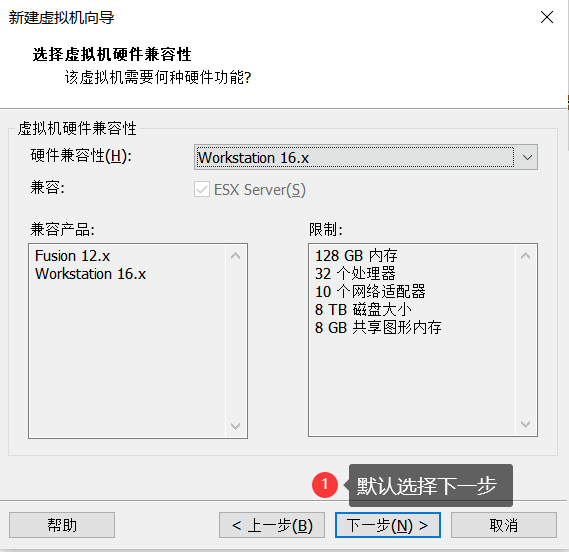 新建虚拟机向导
选择虚拟机硬件兼容性
该虚拟机需要何种硬件功能?
虚拟机硬件兼容性
硬件兼容性(H):
Workstation 16.x
兼容:
ESX Server(S)
兼容产品:
Fusion 12.x
Workstation 16.x
限制:
128 GB 内存
32 个处理器
10 个网络适配器
8 TB 磁盘大小
8 GB 共享图形内存
1
默认选择下一步
帮助
< 上一步(B)
下一步(N) >
取消